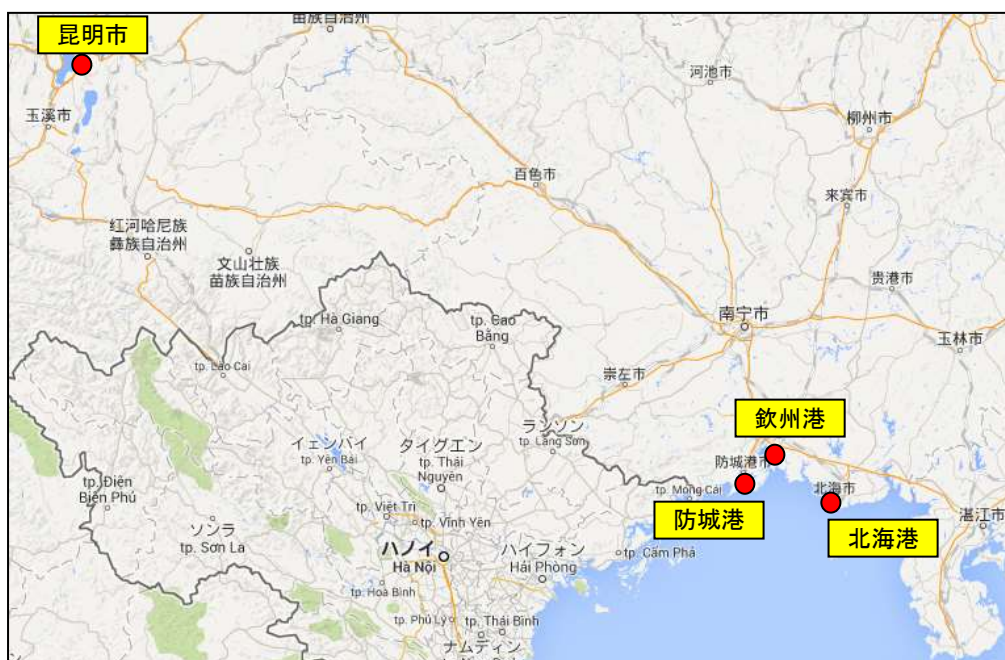 苗族自治州
昆明市
河池市
玉溪市
柳州市
百色市
来宾市
红河哈尼族
彝族自治州
文山壮族
苗族自治州
贵港市
tp. Hà Giang
tp. Cao
Bằng
南宁市
玉林市
tp. Lào Cai
崇左市
欽州港
ランソン
tp. Lạng Sơn
イェンバイ
tp. Yên Bái
タイグエン
tp. Thái
Nguyên
防城港市
tp. Điện
Biên Phủ
tp. Móng Cái
北海市
tp. Việt Trì
tp. Vĩnh Yên
防城港
北海港
湛江市
ソンラ
tp. Sơn La
ハノイ
Hà Nội
ハイフォン
Hải Phòng
tp. Cẩm Phả
tp. Hoà Bình
tp. Phủ Lý
tp. Thái Bình
ナムディン